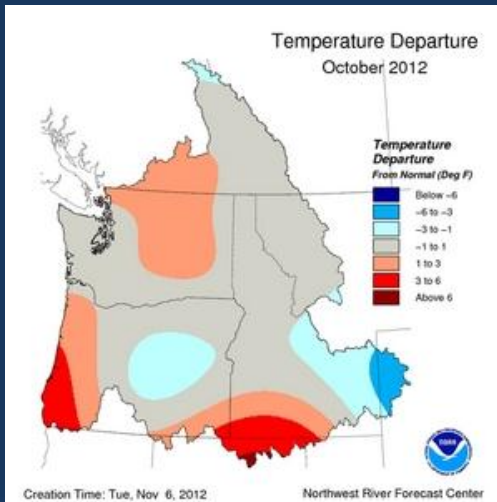 Temperature Departure
October 2012
Temperature
Departure
From Normal (Deg F)
Below -6
-6 to -3
-3 to -1
-1 to 1
1 to 3
3 to 6
Above 6
Creation Time: Tue, Nov 6, 2012
Northwest River Forecast Center